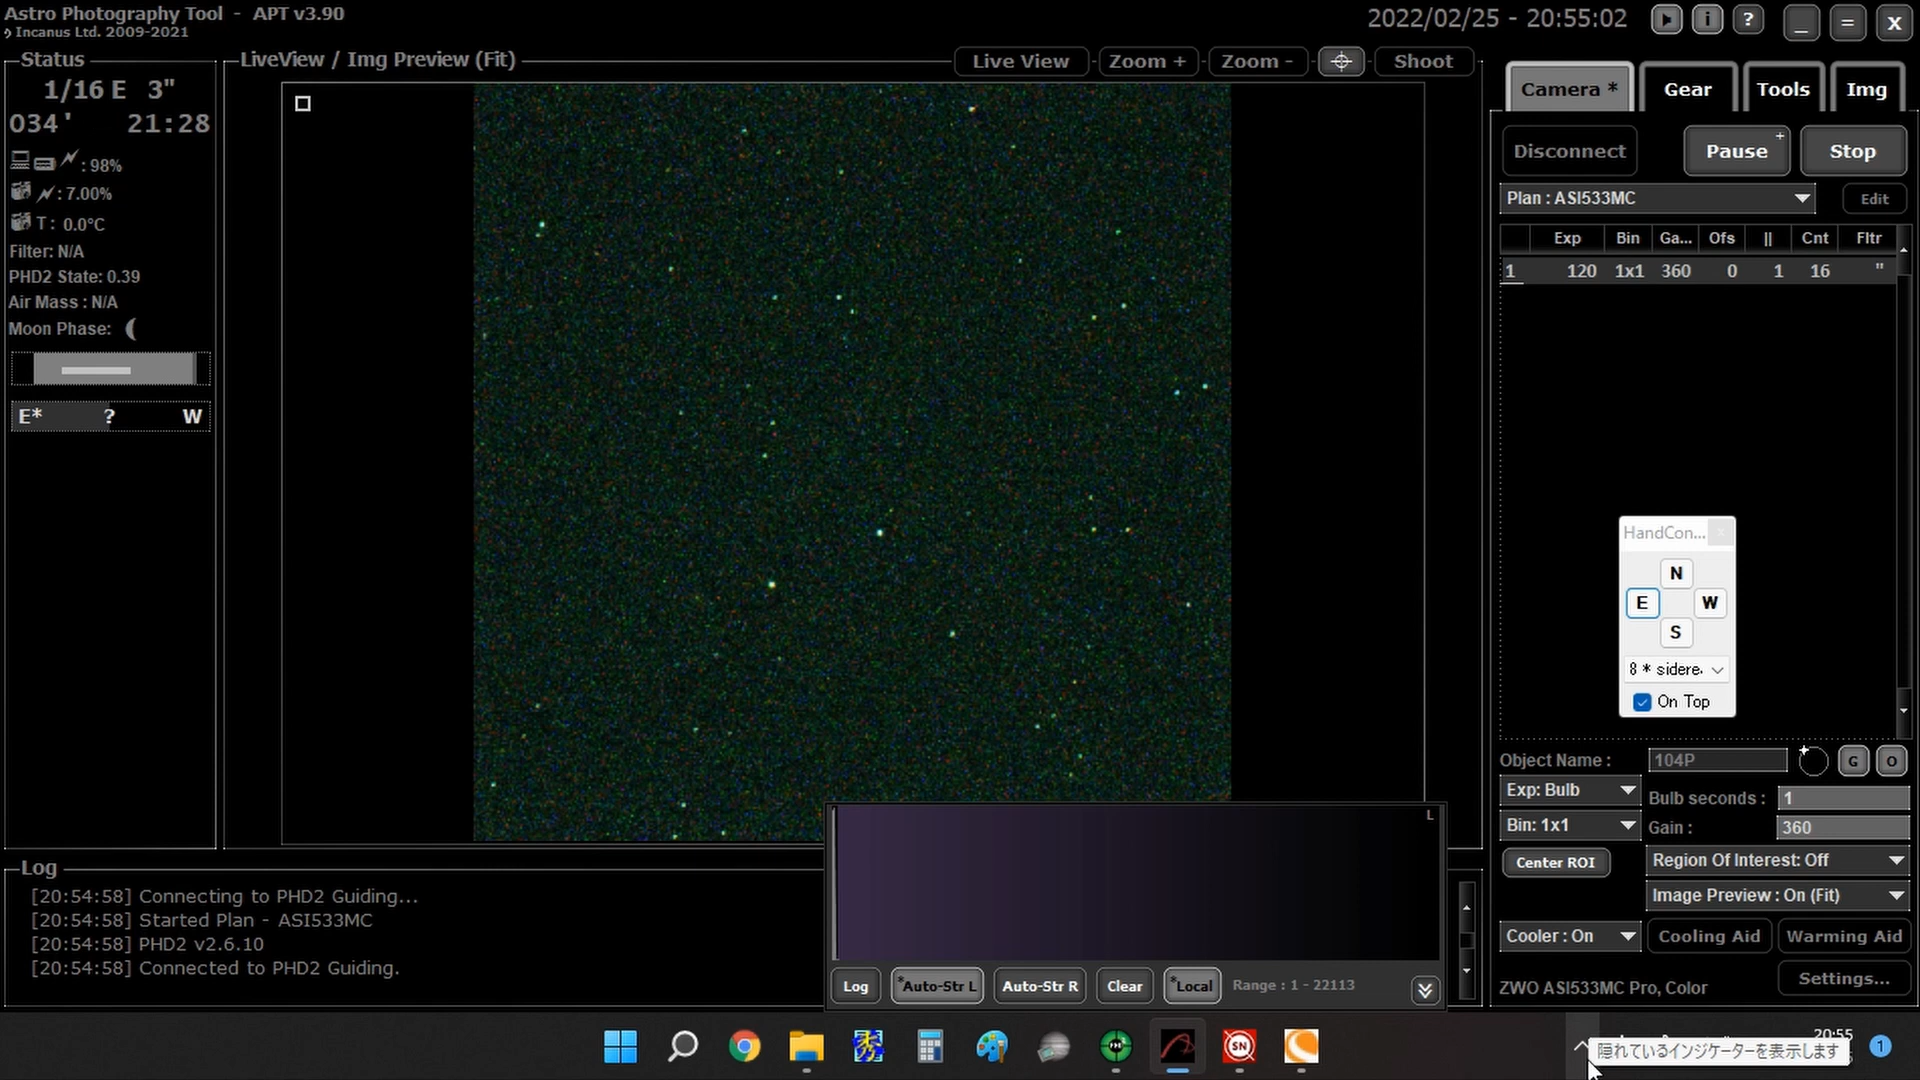 Astro Photography Tool - APT v3.90
Incanus Ltd. 2009-2021
2022/02/25 - 20:55:02
i
?
_
=
X
Status
1/16 E 3"
034' 21:28
: 98%
: 7.00%
T : 0.0°C
Filter: N/A
PHD2 State: 0.39
Air Mass : N/A
Moon Phase:
E* ? W
LiveView / Img Preview (Fit)
Live View
Zoom +
Zoom -
Shoot
Camera *
Gear
Tools
Img
Disconnect
Pause +
Stop
Plan : ASI533MC
Edit
Exp Bin Ga... Ofs || Cnt Fltr
1 120 1x1 360 0 1 16 "
HandCon...
N
E W
S
8 * sidere
On Top
Object Name : 104P
G
O
Exp: Bulb
Bulb seconds : 1
Bin: 1x1
Gain : 360
Center ROI
Region Of Interest: Off
Image Preview : On (Fit)
Cooler : On
Cooling Aid
Warming Aid
ZWO ASI533MC Pro, Color
Settings...
Log
[20:54:58] Connecting to PHD2 Guiding...
[20:54:58] Started Plan - ASI533MC
[20:54:58] PHD2 v2.6.10
[20:54:58] Connected to PHD2 Guiding.
L
Log
*Auto-Str L
Auto-Str R
Clear
*Local
Range : 1 - 22113
秀
SN
20:55
隠れているインジケーターを表示します
1